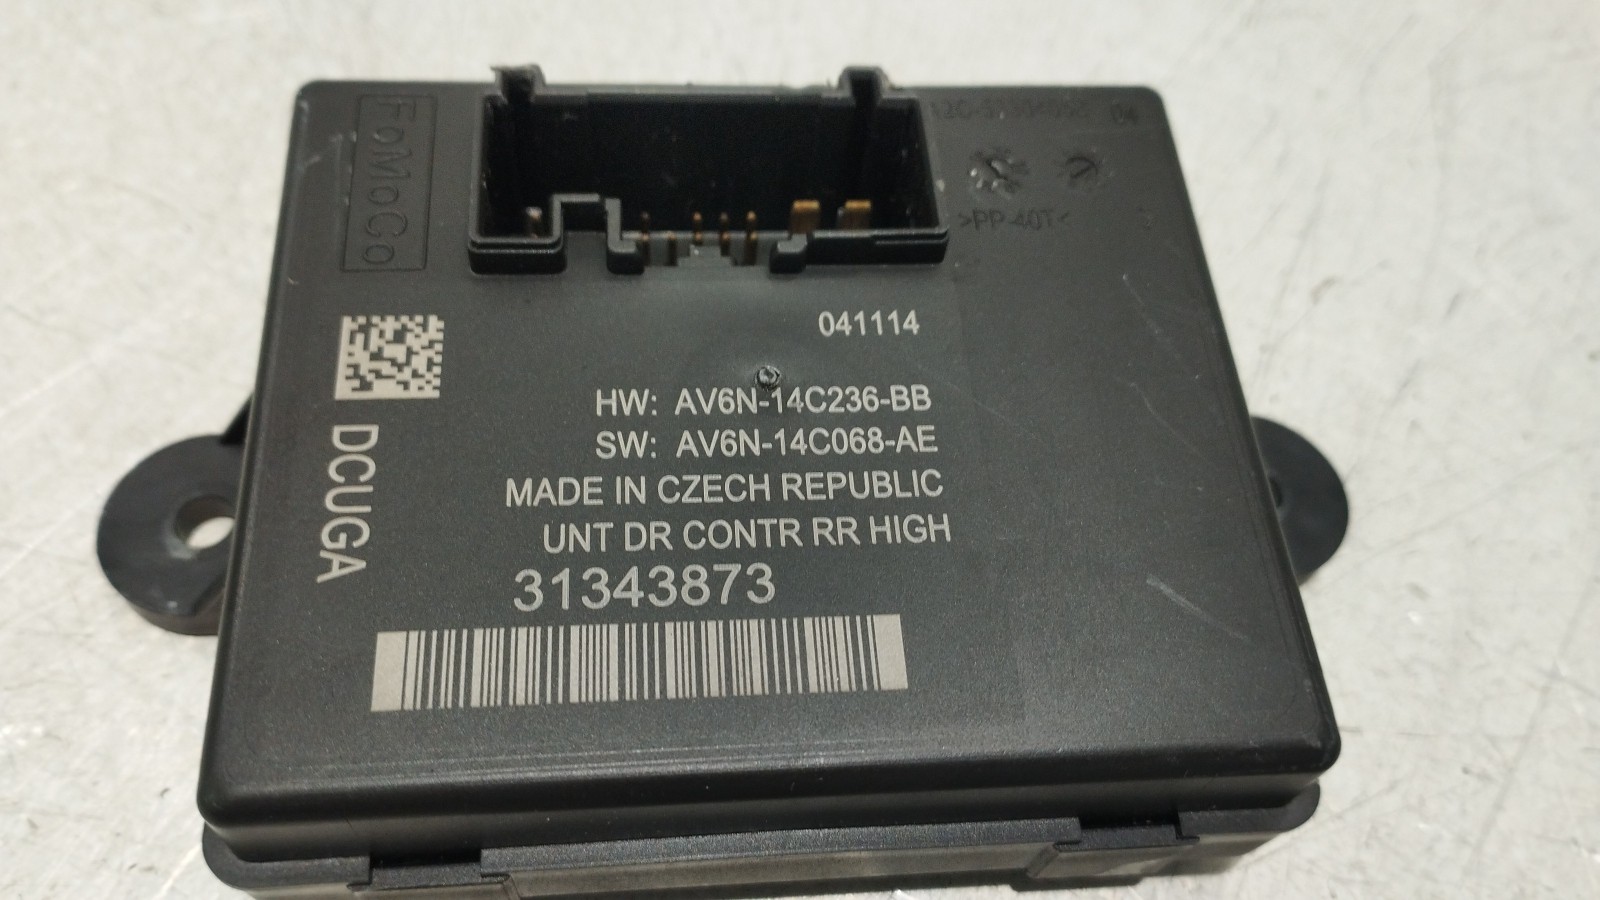 FoMoCo
>PP-40T<
041114
HW: AV6N-14C236-BB
SW: AV6N-14C068-AE
MADE IN CZECH REPUBLIC
UNT DR CONTR RR HIGH
31343873
DCUGA